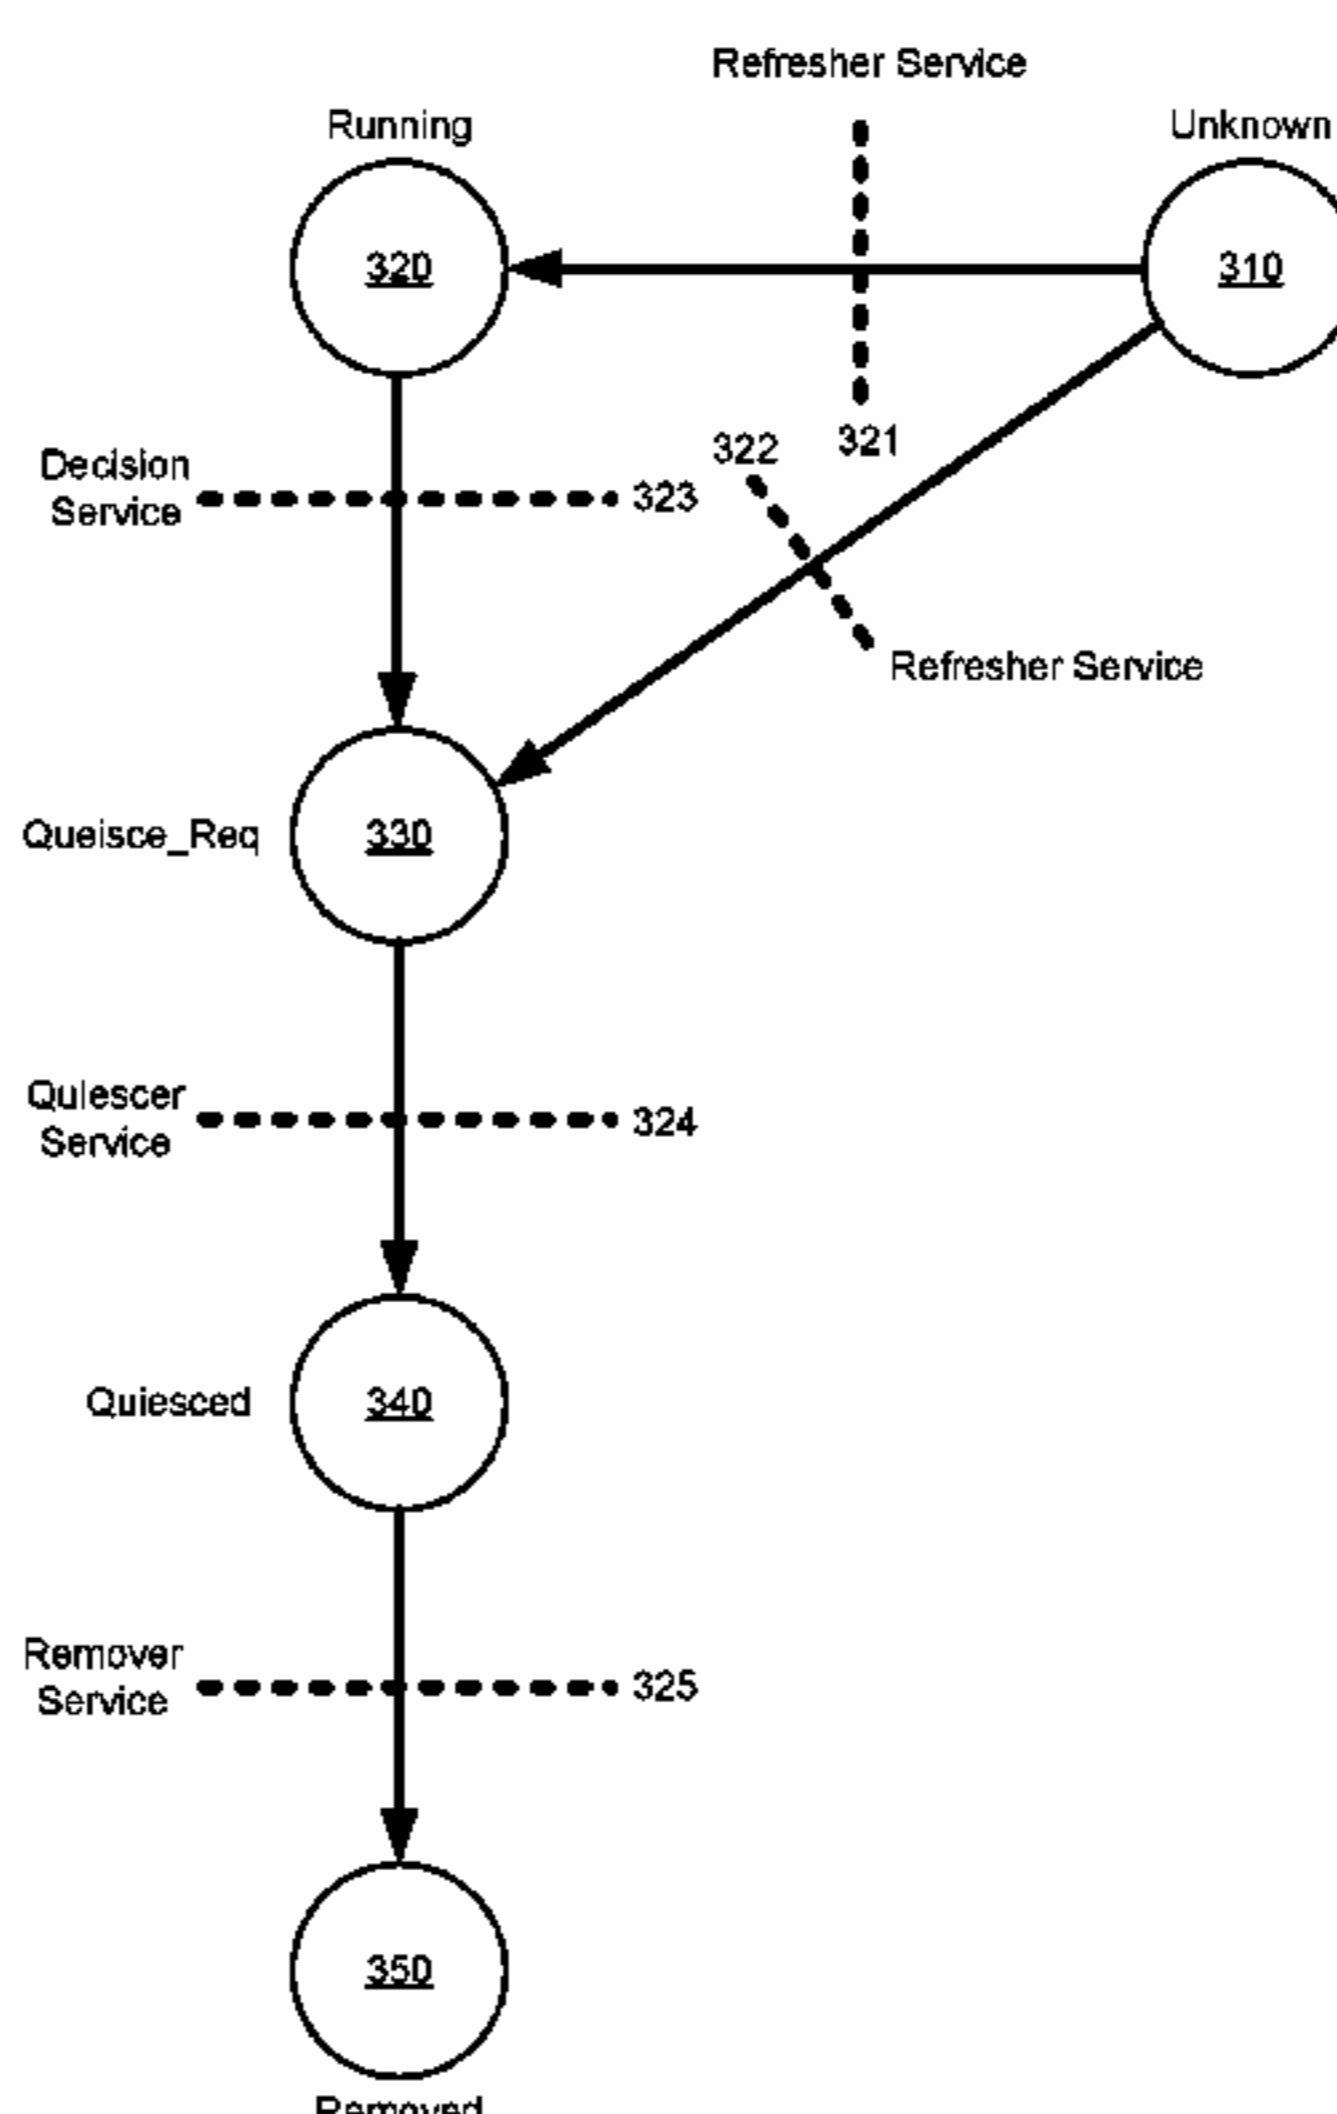 Refresher Service
Running
Unknown
320
310
321
322
Decision
Service
323
Refresher Service
Queisce_Req
330
Quiescer
Service
324
Quiesced
340
Remover
Service
325
350
Removed